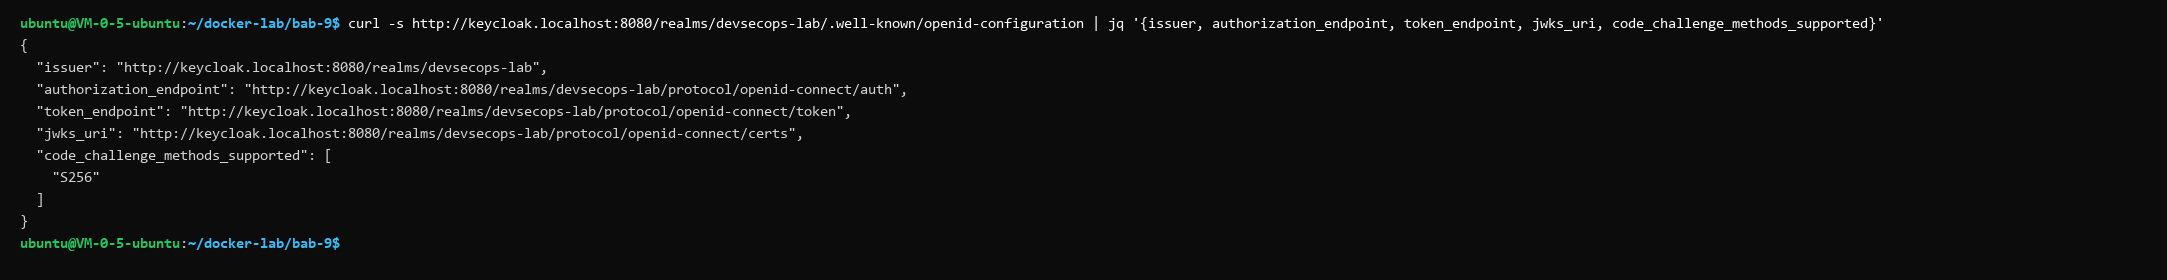 ubuntu@VM-0-5-ubuntu:~/docker-lab/bab-9$ curl -s http://keycloak.localhost:8080/realms/devsecops-lab/.well-known/openid-configuration | jq '{issuer, authorization_endpoint, token_endpoint, jwks_uri, code_challenge_methods_supported}'
{
  "issuer": "http://keycloak.localhost:8080/realms/devsecops-lab",
  "authorization_endpoint": "http://keycloak.localhost:8080/realms/devsecops-lab/protocol/openid-connect/auth",
  "token_endpoint": "http://keycloak.localhost:8080/realms/devsecops-lab/protocol/openid-connect/token",
  "jwks_uri": "http://keycloak.localhost:8080/realms/devsecops-lab/protocol/openid-connect/certs",
  "code_challenge_methods_supported": [
    "S256"
  ]
}
ubuntu@VM-0-5-ubuntu:~/docker-lab/bab-9$